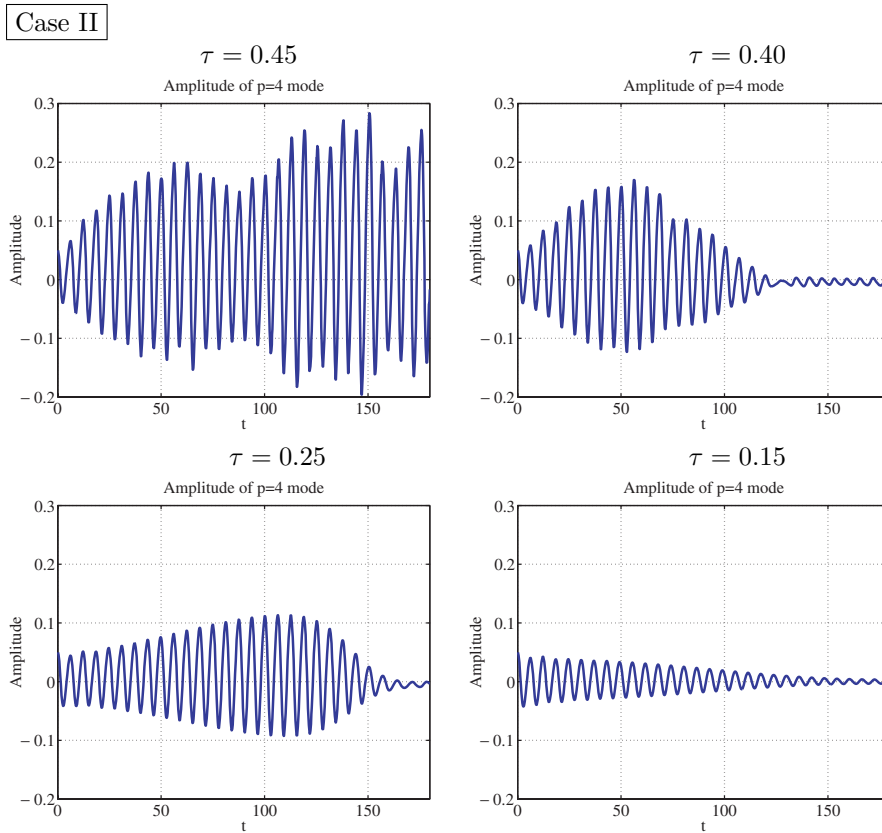 Case II
τ = 0.45
Amplitude of p=4 mode
0.3
0.2
0.1
0
−0.1
−0.2
Amplitude
0 50 100 150
t
τ = 0.40
Amplitude of p=4 mode
0.3
0.2
0.1
0
−0.1
−0.2
Amplitude
0 50 100 150
t
τ = 0.25
Amplitude of p=4 mode
0.3
0.2
0.1
0
−0.1
−0.2
Amplitude
0 50 100 150
t
τ = 0.15
Amplitude of p=4 mode
0.3
0.2
0.1
0
−0.1
−0.2
Amplitude
0 50 100 150
t